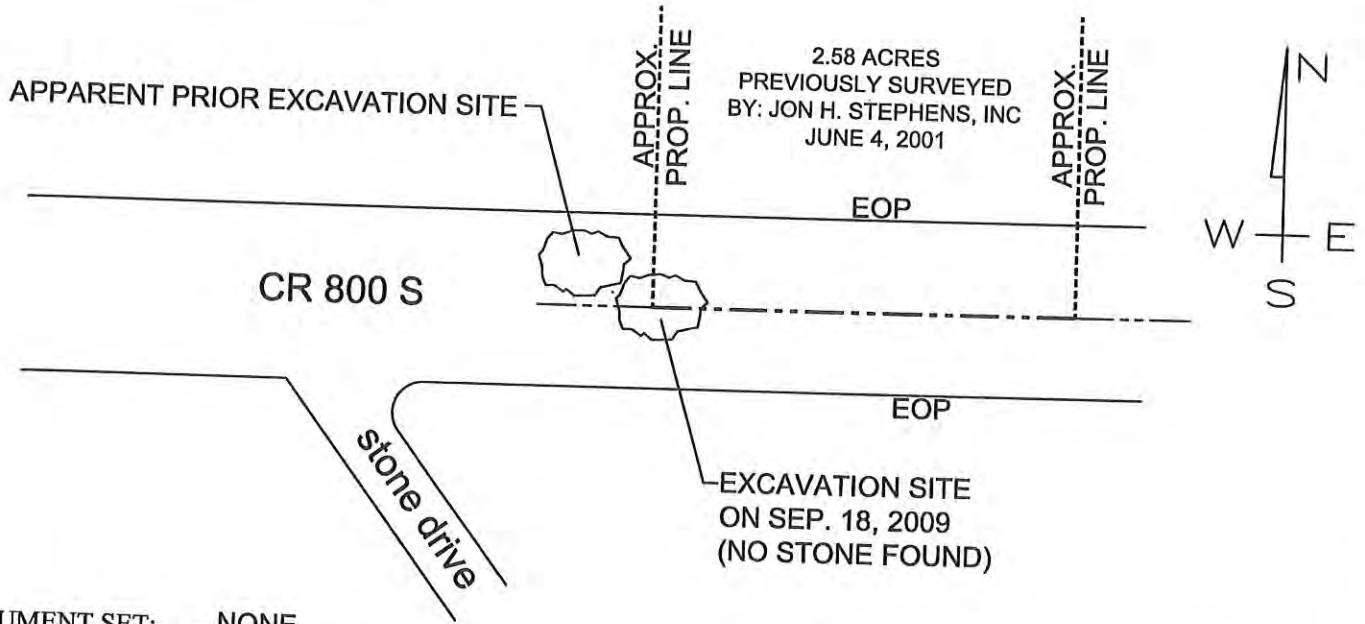 APPARENT PRIOR EXCAVATION SITE
APPROX.
PROP. LINE
2.58 ACRES
PREVIOUSLY SURVEYED
BY: JON H. STEPHENS, INC
JUNE 4, 2001
APPROX.
PROP. LINE
N
W E
S
EOP
CR 800 S
EOP
stone drive
EXCAVATION SITE
ON SEP. 18, 2009
(NO STONE FOUND)
UMENT SET: NONE